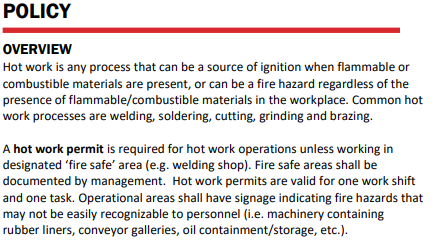 POLICY
OVERVIEW
Hot work is any process that can be a source of ignition when flammable or
combustible materials are present, or can be a fire hazard regardless of the
presence of flammable/combustible materials in the workplace. Common hot
work processes are welding, soldering, cutting, grinding and brazing.
A hot work permit is required for hot work operations unless working in
designated ‘fire safe’ area (e.g. welding shop). Fire safe areas shall be
documented by management.  Hot work permits are valid for one work shift
and one task. Operational areas shall have signage indicating fire hazards that
may not be easily recognizable to personnel (i.e. machinery containing
rubber liners, conveyor galleries, oil containment/storage, etc.).